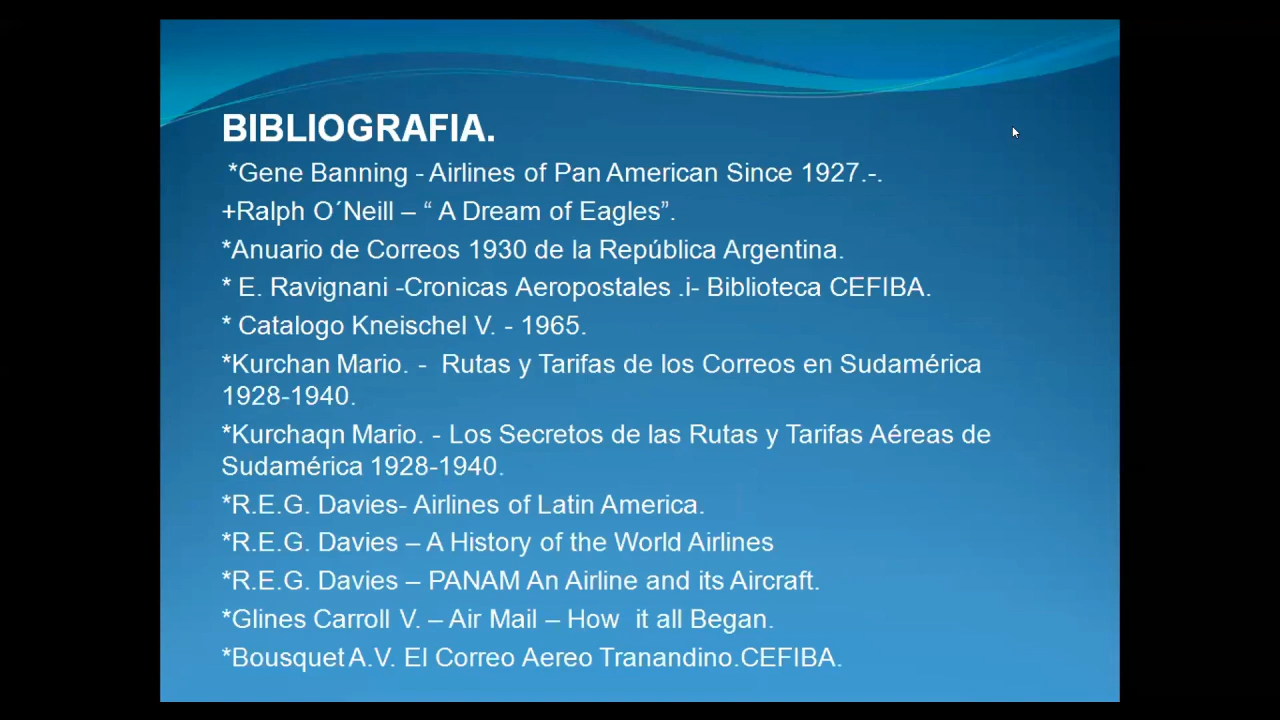 BIBLIOGRAFIA.
*Gene Banning - Airlines of Pan American Since 1927.-.
+Ralph O´Neill – “ A Dream of Eagles”.
*Anuario de Correos 1930 de la República Argentina.
* E. Ravignani -Cronicas Aeropostales .i- Biblioteca CEFIBA.
* Catalogo Kneischel V. - 1965.
*Kurchan Mario. -  Rutas y Tarifas de los Correos en Sudamérica
1928-1940.
*Kurchaqn Mario. - Los Secretos de las Rutas y Tarifas Aéreas de
Sudamérica 1928-1940.
*R.E.G. Davies- Airlines of Latin America.
*R.E.G. Davies – A History of the World Airlines
*R.E.G. Davies – PANAM An Airline and its Aircraft.
*Glines Carroll V. – Air Mail – How  it all Began.
*Bousquet A.V. El Correo Aereo Tranandino.CEFIBA.